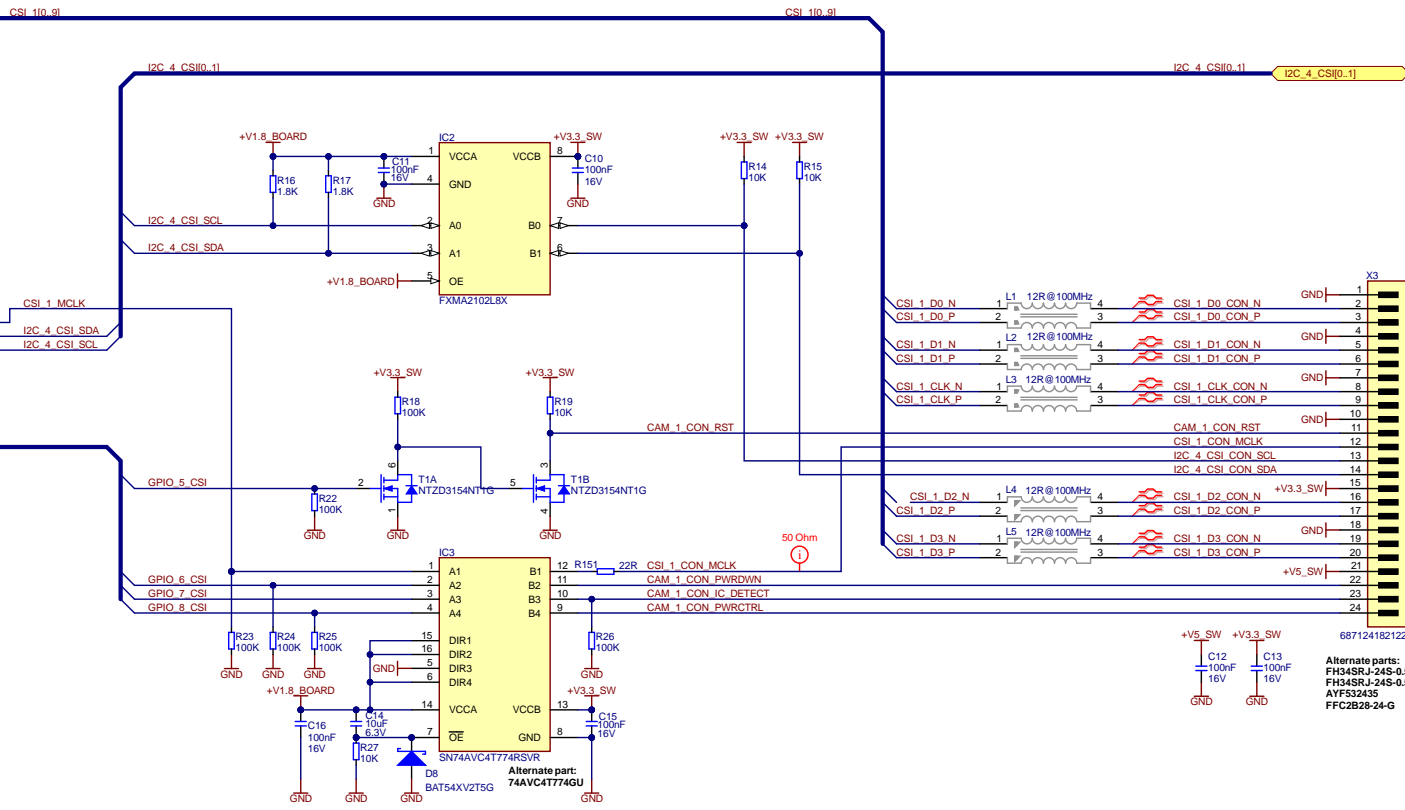 CSI_1[0..9]
CSI_1[0..9]
I2C_4_CSI[0..1]
I2C_4_CSI[0..1]
I2C_4_CSI[0..1]
+V1.8_BOARD
IC2
+V3.3_SW
+V3.3_SW
+V3.3_SW
1
VCCA
VCCB
8
C11
100nF
16V
C10
100nF
16V
R14
10K
R15
10K
R16
1.8K
R17
1.8K
4
GND
GND
GND
I2C_4_CSI_SCL
2
A0
B0
7
I2C_4_CSI_SDA
3
A1
B1
6
+V1.8_BOARD
5
OE
FXMA2102L8X
X3
CSI_1_MCLK
I2C_4_CSI_SDA
I2C_4_CSI_SCL
GND
1
CSI_1_D0_N
1
L1
12R@100MHz
4
CSI_1_D0_CON_N
2
CSI_1_D0_P
2
3
CSI_1_D0_CON_P
3
GND
4
CSI_1_D1_N
1
L2
12R@100MHz
4
CSI_1_D1_CON_N
5
CSI_1_D1_P
2
3
CSI_1_D1_CON_P
6
GND
7
CSI_1_CLK_N
1
L3
12R@100MHz
4
CSI_1_CLK_CON_N
8
CSI_1_CLK_P
2
3
CSI_1_CLK_CON_P
9
GND
10
+V3.3_SW
+V3.3_SW
R18
100K
R19
10K
CAM_1_CON_RST
CAM_1_CON_RST
11
CSI_1_CON_MCLK
12
I2C_4_CSI_CON_SCL
13
I2C_4_CSI_CON_SDA
14
GPIO_5_CSI
R22
100K
GND
2
6
1
T1A
NTZD3154NT1G
GND
5
3
4
T1B
NTZD3154NT1G
GND
+V3.3_SW
15
CSI_1_D2_N
1
L4
12R@100MHz
4
CSI_1_D2_CON_N
16
CSI_1_D2_P
2
3
CSI_1_D2_CON_P
17
GND
18
CSI_1_D3_N
1
L5
12R@100MHz
4
CSI_1_D3_CON_N
19
CSI_1_D3_P
2
3
CSI_1_D3_CON_P
20
50 Ohm
i
IC3
1
A1
B1
12
R151
22R
CSI_1_CON_MCLK
+V5_SW
21
GPIO_6_CSI
2
A2
B2
11
CAM_1_CON_PWRDWN
22
GPIO_7_CSI
3
A3
B3
10
CAM_1_CON_IC_DETECT
23
GPIO_8_CSI
4
A4
B4
9
CAM_1_CON_PWRCTRL
24
687124182122
R23
100K
R24
100K
R25
100K
GND
GND
GND
15
DIR1
16
DIR2
GND
5
DIR3
6
DIR4
R26
100K
GND
+V5_SW
+V3.3_SW
C12
100nF
16V
C13
100nF
16V
GND
GND
Alternate parts:
FH34SRJ-24S-0.5
FH34SRJ-24S-0.5
AYF532435
FFC2B28-24-G
+V1.8_BOARD
+V3.3_SW
14
VCCA
VCCB
13
C16
100nF
16V
C14
10uF
6.3V
C15
100nF
16V
7
OE
GND
8
R27
10K
SN74AVC4T774RSVR
D8
BAT54XV2T5G
Alternate part:
74AVC4T774GU
GND
GND
GND
GND